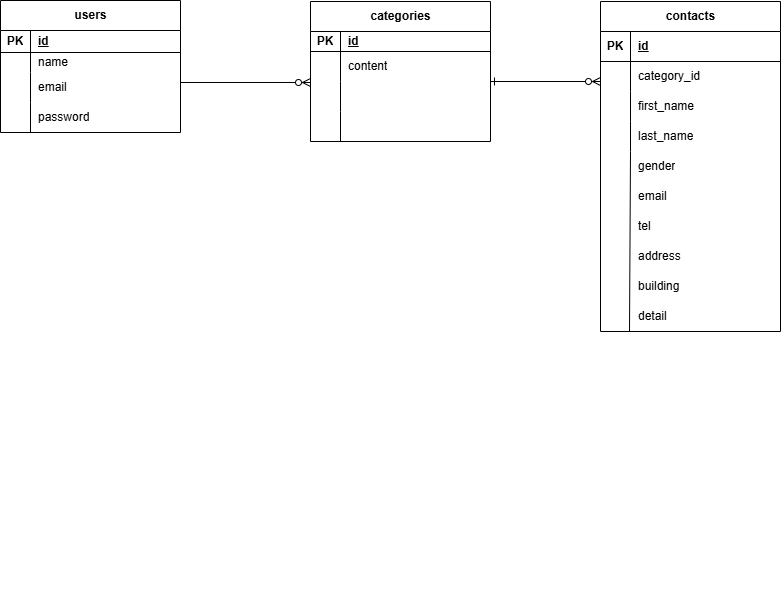 users
PK id
name
email
password
categories
PK id
content
contacts
PK id
category_id
first_name
last_name
gender
email
tel
address
building
detail